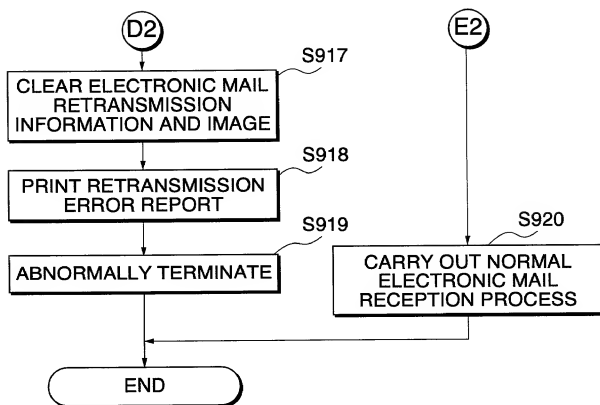 D2
E2
S917
CLEAR ELECTRONIC MAIL
RETRANSMISSION
INFORMATION AND IMAGE
S918
PRINT RETRANSMISSION
ERROR REPORT
S919
ABNORMALLY TERMINATE
S920
CARRY OUT NORMAL
ELECTRONIC MAIL
RECEPTION PROCESS
END